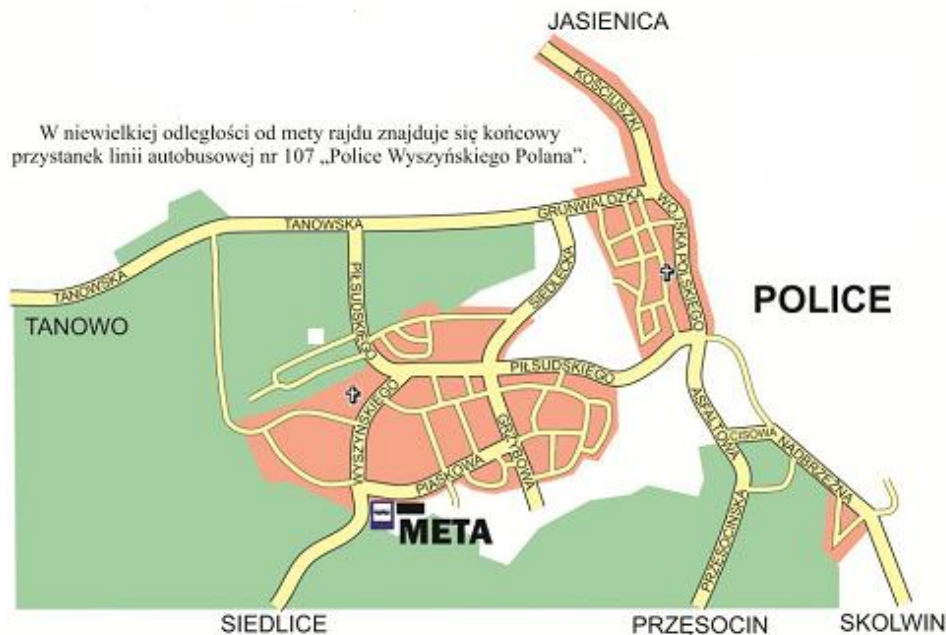 JASIENICA
KOŚCIUSZKI
W niewielkiej odległości od mety rajdu znajduje się końcowy
przystanek linii autobusowej nr 107 „Police Wyszyńskiego Polana”.
GRUNWALDZKA
WOJSKA POLSKIEGO
TANOWSKA
TANOWSKA
TANOWO
PIŁSUDSKIEGO
SIEDLECKA
POLICE
PIŁSUDSKIEGO
WYSZYŃSKIEGO
GRZYBOWA
PIASKOWA
ASFALTOWA
CISOWA
NADBRZEŻNA
META
PRZESOCIŃSKA
SIEDLICE
PRZESOCIN
SKOLWIN